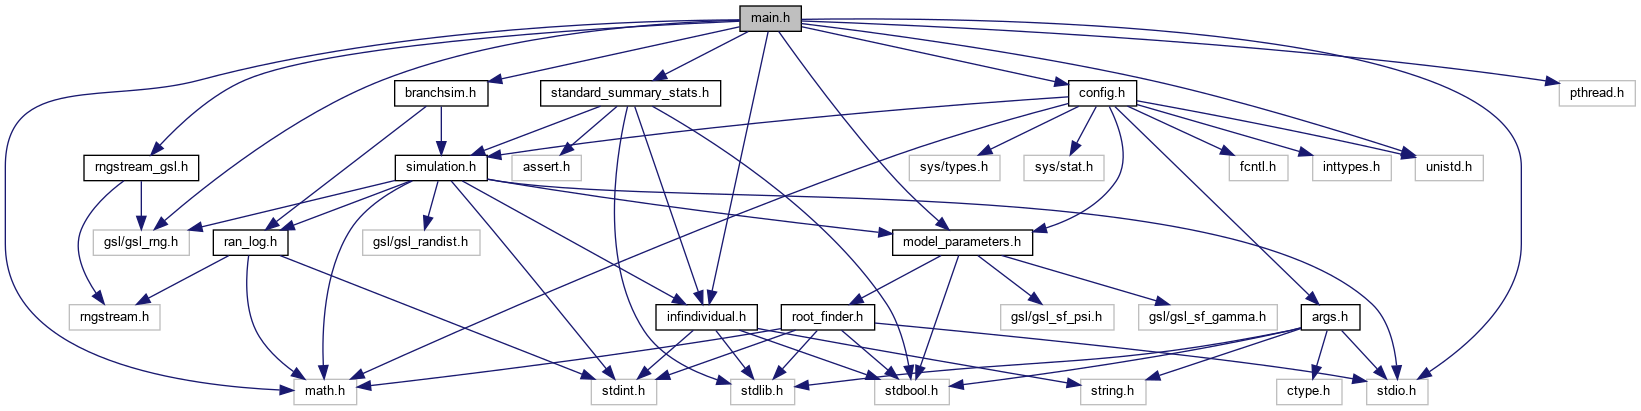 main.h
branchsim.h
standard_summary_stats.h
config.h
pthread.h
rngstream_gsl.h
simulation.h
assert.h
sys/types.h
sys/stat.h
fcntl.h
inttypes.h
unistd.h
gsl/gsl_rng.h
ran_log.h
gsl/gsl_randist.h
model_parameters.h
rngstream.h
infindividual.h
root_finder.h
gsl/gsl_sf_psi.h
gsl/gsl_sf_gamma.h
args.h
math.h
stdint.h
stdlib.h
stdbool.h
string.h
ctype.h
stdio.h